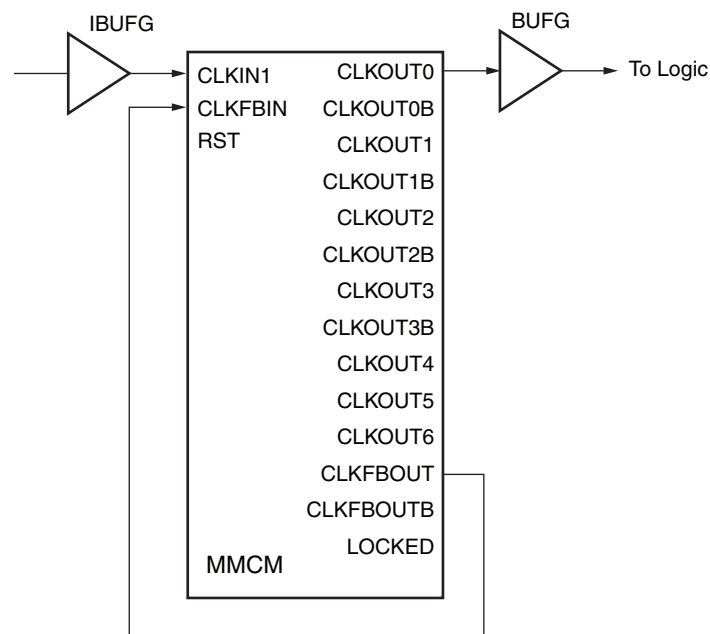 IBUFG
BUFG
CLKIN1
CLKFBIN
RST
CLKOUT0
CLKOUT0B
CLKOUT1
CLKOUT1B
CLKOUT2
CLKOUT2B
CLKOUT3
CLKOUT3B
CLKOUT4
CLKOUT5
CLKOUT6
CLKFBOUT
CLKFBOUTB
LOCKED
MMCM
To Logic